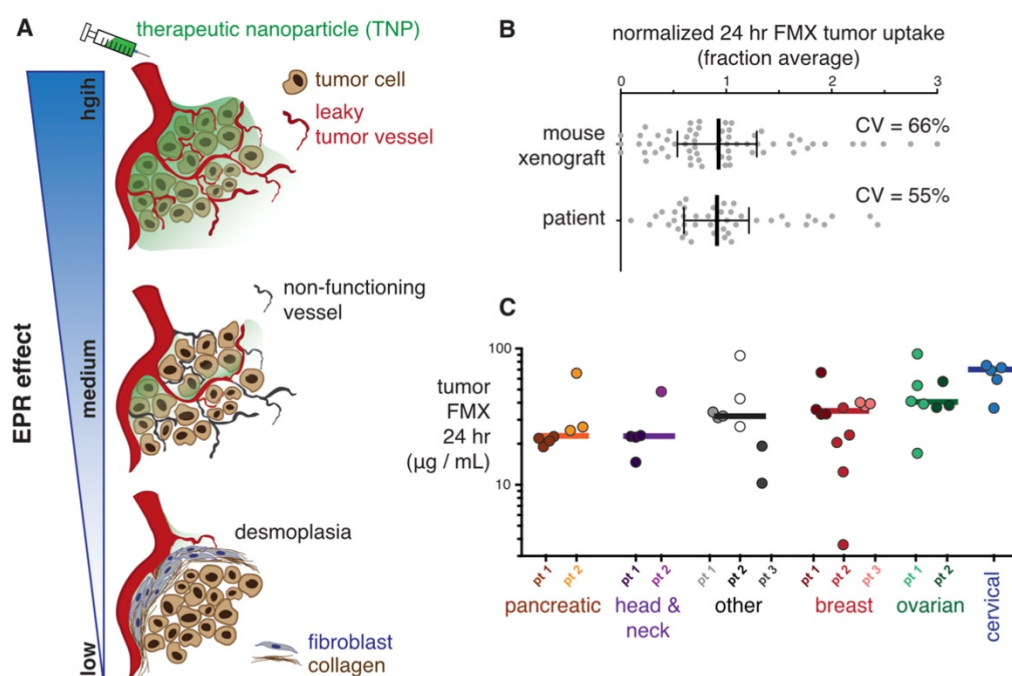 A
therapeutic nanoparticle (TNP)
tumor cell
leaky
tumor vessel
non-functioning
vessel
desmoplasia
fibroblast
collagen
EPR effect
hgih
medium
low
B
normalized 24 hr FMX tumor uptake
(fraction average)
0 1 2 3
mouse
xenograft
CV = 66%
patient
CV = 55%
C
tumor
FMX
24 hr
(µg / mL)
100
10
pt 1 pt 2 pt 1 pt 2 pt 1 pt 2 pt 3 pt 1 pt 2 pt 3 pt 1 pt 2
pancreatic
head &
neck
other
breast
ovarian
cervical